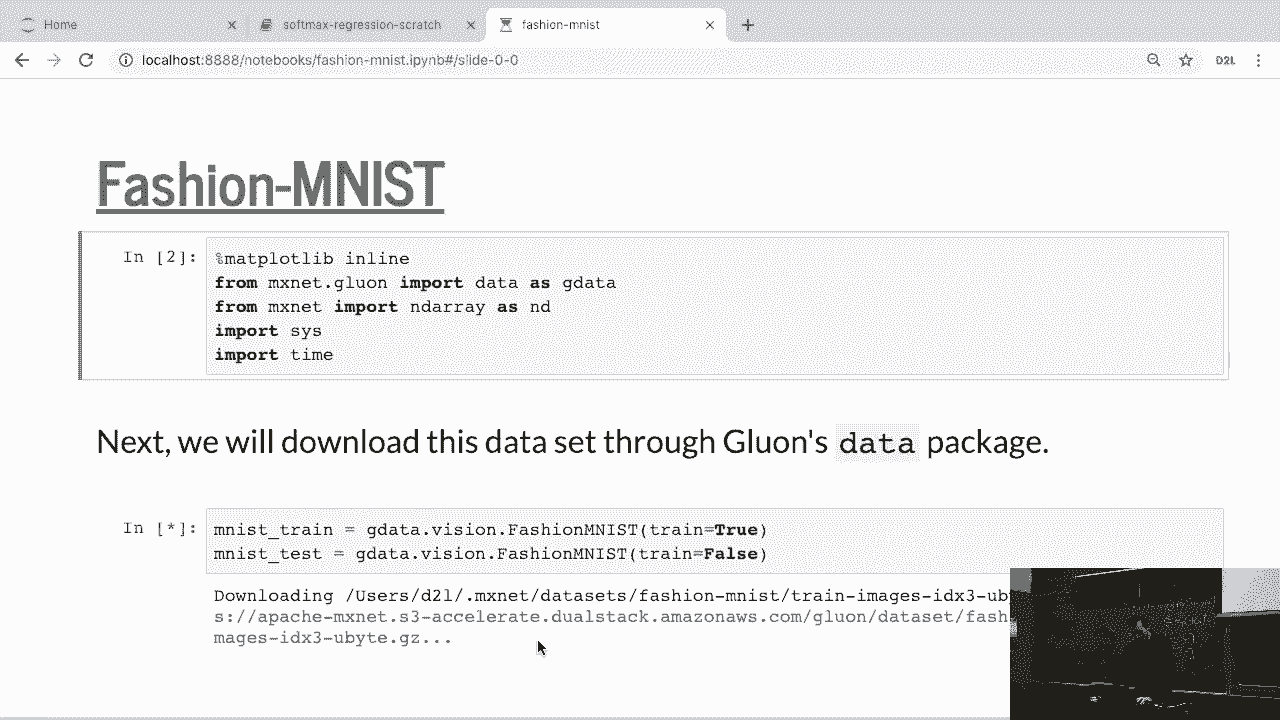 Home
softmax-regression-scratch
fashion-mnist
localhost:8888/notebooks/fashion-mnist.ipynb#/slide-0-0
D2L
Fashion-MNIST
In [2]:
%matplotlib inline
from mxnet.gluon import data as gdata
from mxnet import ndarray as nd
import sys
import time
Next, we will download this data set through Gluon's data package.
In [*]:
mnist_train = gdata.vision.FashionMNIST(train=True)
mnist_test = gdata.vision.FashionMNIST(train=False)
Downloading /Users/d2l/.mxnet/datasets/fashion-mnist/train-images-idx3-ub
s://apache-mxnet.s3-accelerate.dualstack.amazonaws.com/gluon/dataset/fash
mages-idx3-ubyte.gz...